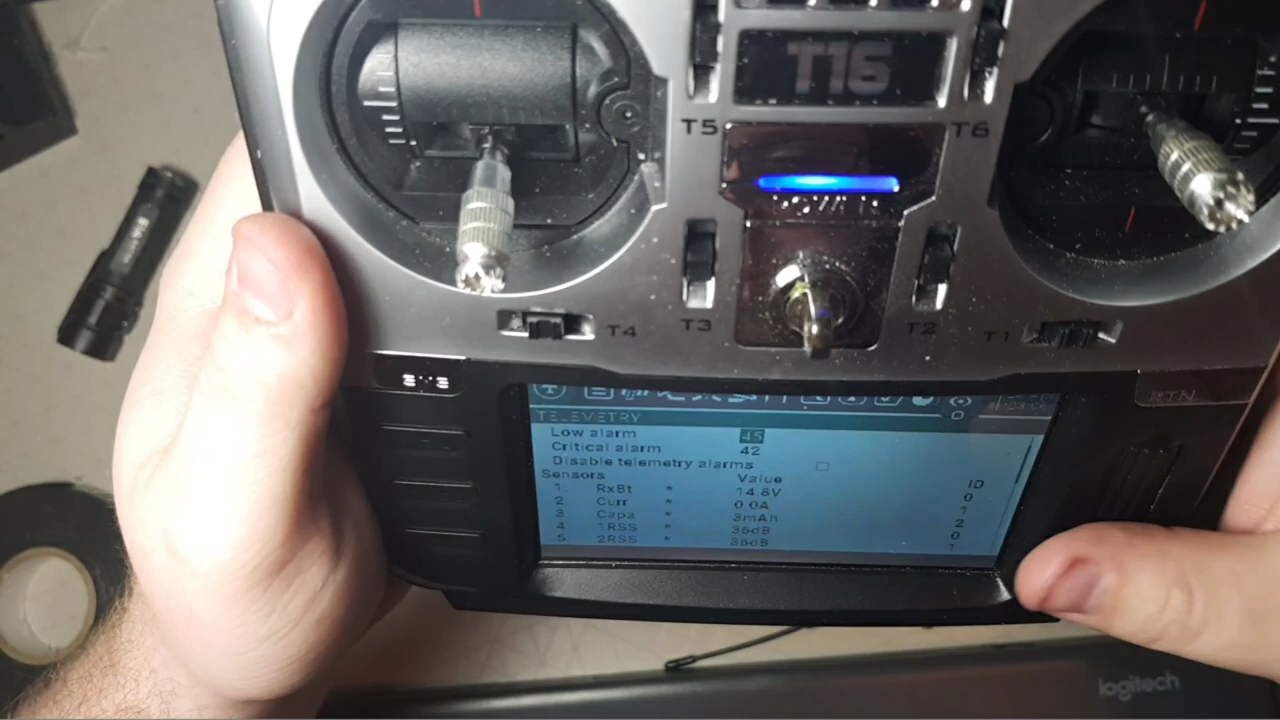 T16
T5
T6
T4
T3
T2
T1
RTN
TELEMETRY
Low alarm 45
Critical alarm 42
Disable telemetry alarms
Sensors Value ID
1 RxBt * 14.8V 0
2 Curr * 0.0A 1
3 Capa * 3mAh 2
4 1RSS * 36dB 0
5 2RSS * 36dB 1
logitech